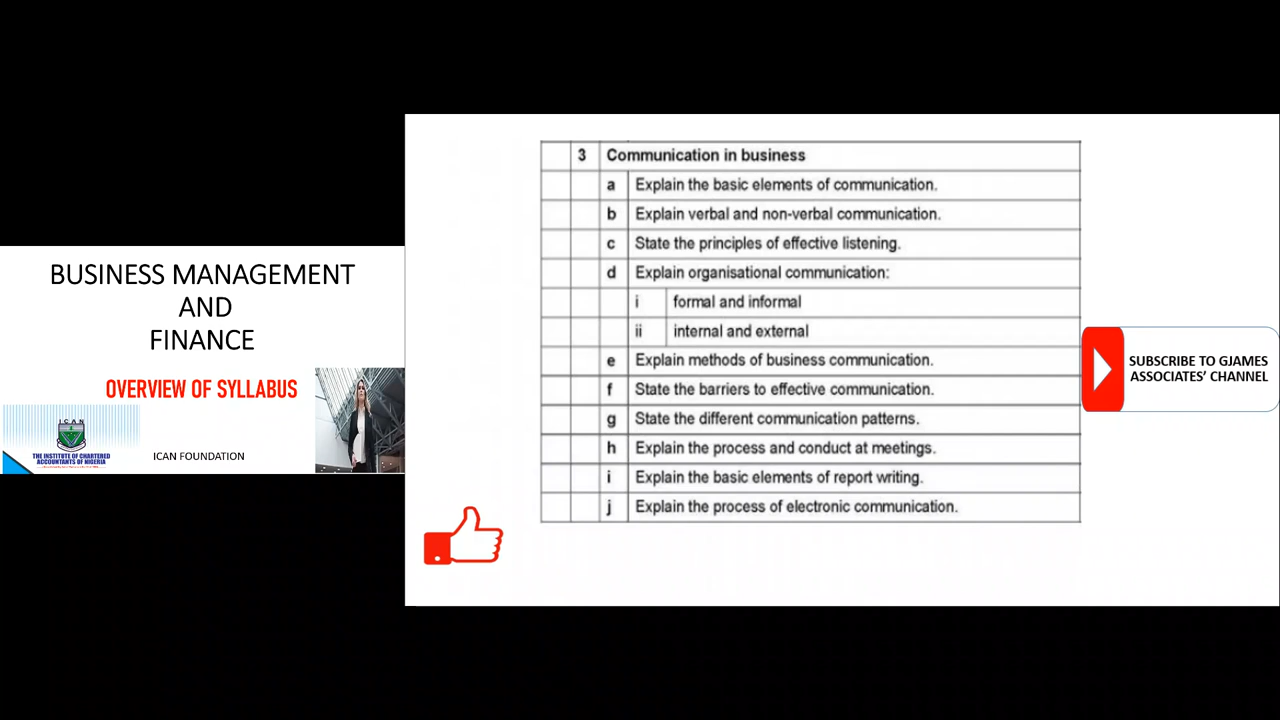 BUSINESS MANAGEMENT
AND
FINANCE
OVERVIEW OF SYLLABUS
ICAN
THE INSTITUTE OF CHARTERED
ACCOUNTANTS OF NIGERIA
ICAN FOUNDATION
3 Communication in business
a Explain the basic elements of communication.
b Explain verbal and non-verbal communication.
c State the principles of effective listening.
d Explain organisational communication:
i formal and informal
ii internal and external
e Explain methods of business communication.
f State the barriers to effective communication.
g State the different communication patterns.
h Explain the process and conduct at meetings.
i Explain the basic elements of report writing.
j Explain the process of electronic communication.
SUBSCRIBE TO GJAMES
ASSOCIATES' CHANNEL